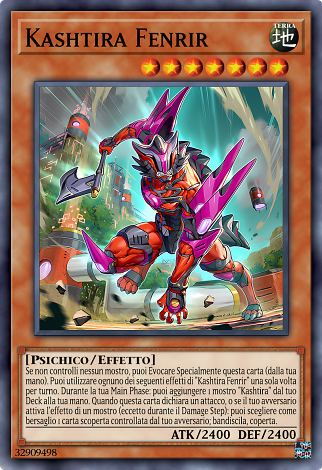 Kashtira Fenrir
TERRA
地
[PSICHICO/EFFETTO]
Se non controlli nessun mostro, puoi Evocare Specialmente questa carta (dalla tua
mano). Puoi utilizzare ognuno dei seguenti effetti di "Kashtira Fenrir" una sola volta
per turno. Durante la tua Main Phase: puoi aggiungere 1 mostro "Kashtira" dal tuo
Deck alla tua mano. Quando questa carta dichiara un attacco, o se il tuo avversario
attiva l'effetto di un mostro (eccetto durante il Damage Step): puoi scegliere come
bersaglio 1 carta scoperta controllata dal tuo avversario; bandiscila, coperta.
ATK/2400 DEF/2400
32909498